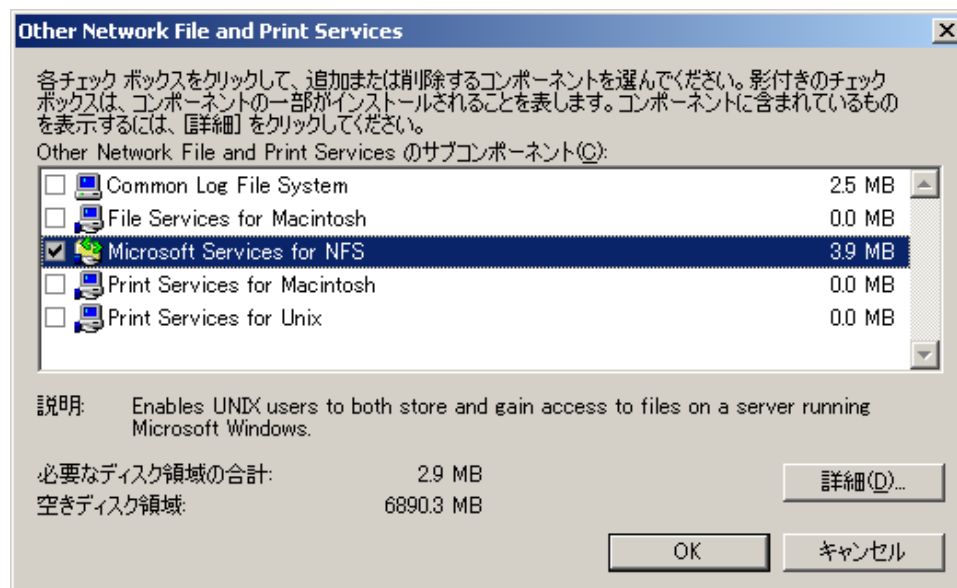 Other Network File and Print Services
各チェック ボックスをクリックして、追加または削除するコンポーネントを選んでください。影付きのチェック
ボックスは、コンポーネントの一部がインストールされることを表します。コンポーネントに含まれているもの
を表示するには、[詳細] をクリックしてください。
Other Network File and Print Services のサブコンポーネント(C):
Common Log File System 2.5 MB
File Services for Macintosh 0.0 MB
Microsoft Services for NFS 3.9 MB
Print Services for Macintosh 0.0 MB
Print Services for Unix 0.0 MB
説明: Enables UNIX users to both store and gain access to files on a server running
Microsoft Windows.
必要なディスク領域の合計: 2.9 MB
空きディスク領域: 6890.3 MB
詳細(D)...
OK キャンセル